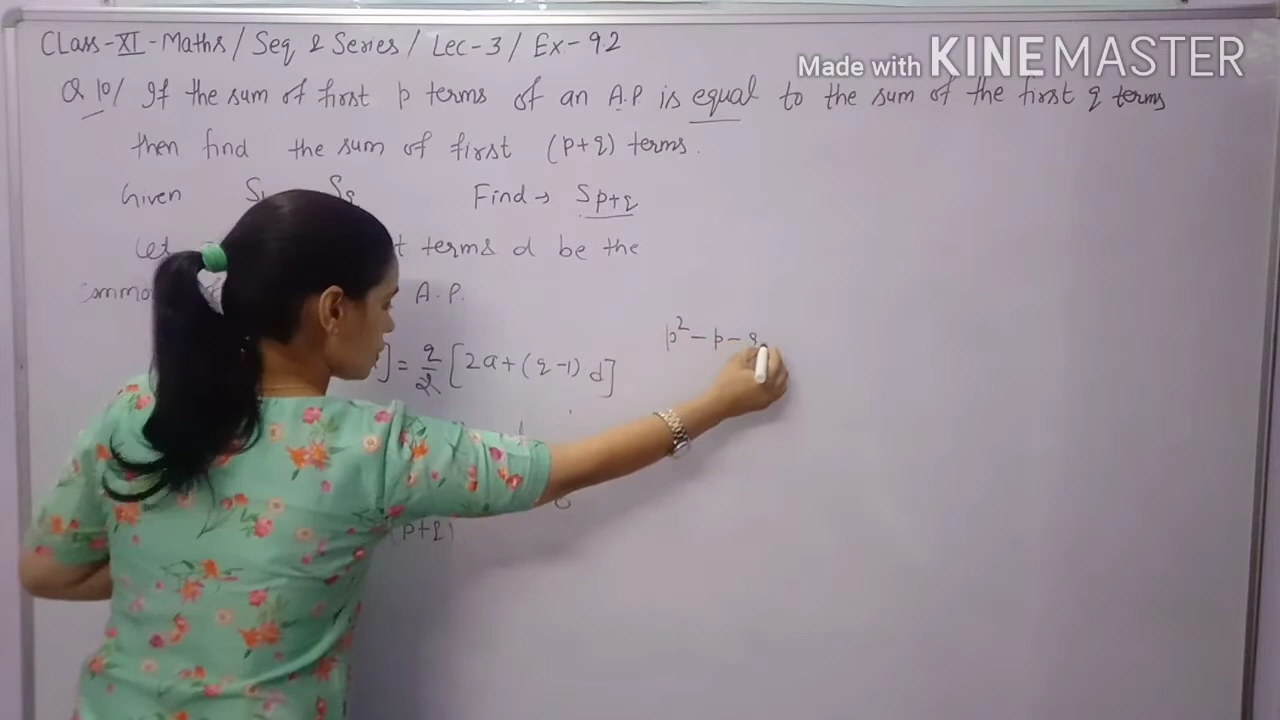 Made with KINEMASTER
CLass-XI-Maths / Seq & Series / Lec-3 / Ex-9.2
Q 10/ If the sum of first p terms of an A.P is equal to the sum of the first q terms
then find the sum of first (p+q) terms.
Given Sq Find → Sp+q
Let terms d be the
A.P.
p² - p - q
] = q/2 [2a + (q-1) d]
(p+q)